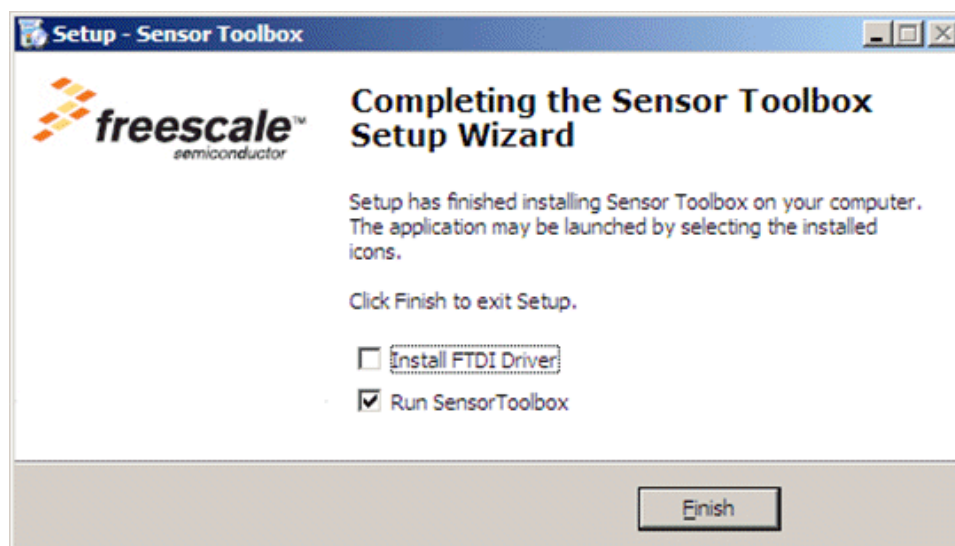 Setup - Sensor Toolbox
freescale™
semiconductor
Completing the Sensor Toolbox
Setup Wizard
Setup has finished installing Sensor Toolbox on your computer.
The application may be launched by selecting the installed
icons.
Click Finish to exit Setup.
Install FTDI Driver
Run SensorToolbox
Finish